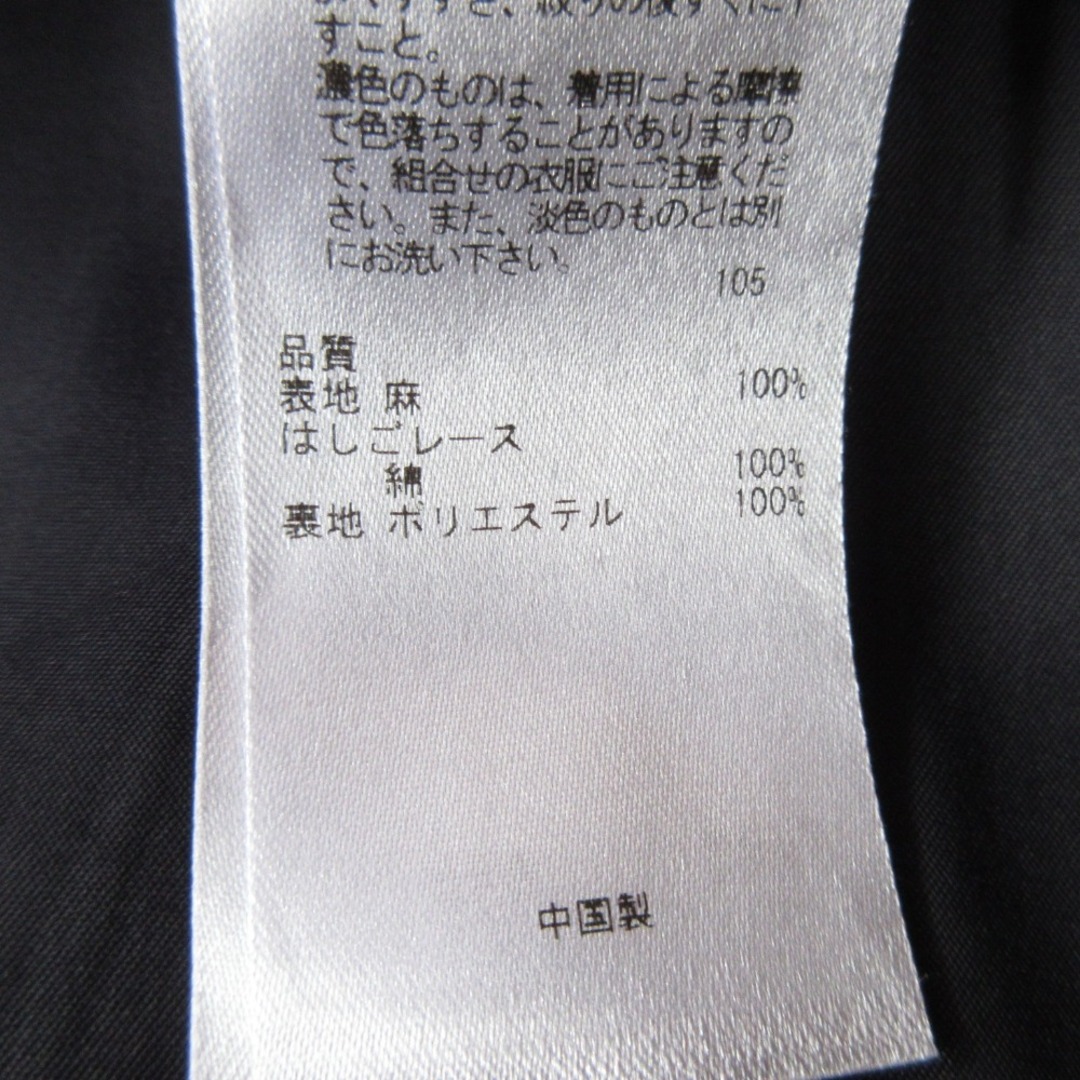 すこと。
濃色のものは、着用による摩擦
で色落ちすることがありますの
で、組合せの衣服にご注意くだ
さい。また、淡色のものとは別
にお洗い下さい。
105
品質
表地 麻 100%
はしごレース
綿 100%
裏地 ポリエステル 100%
中国製